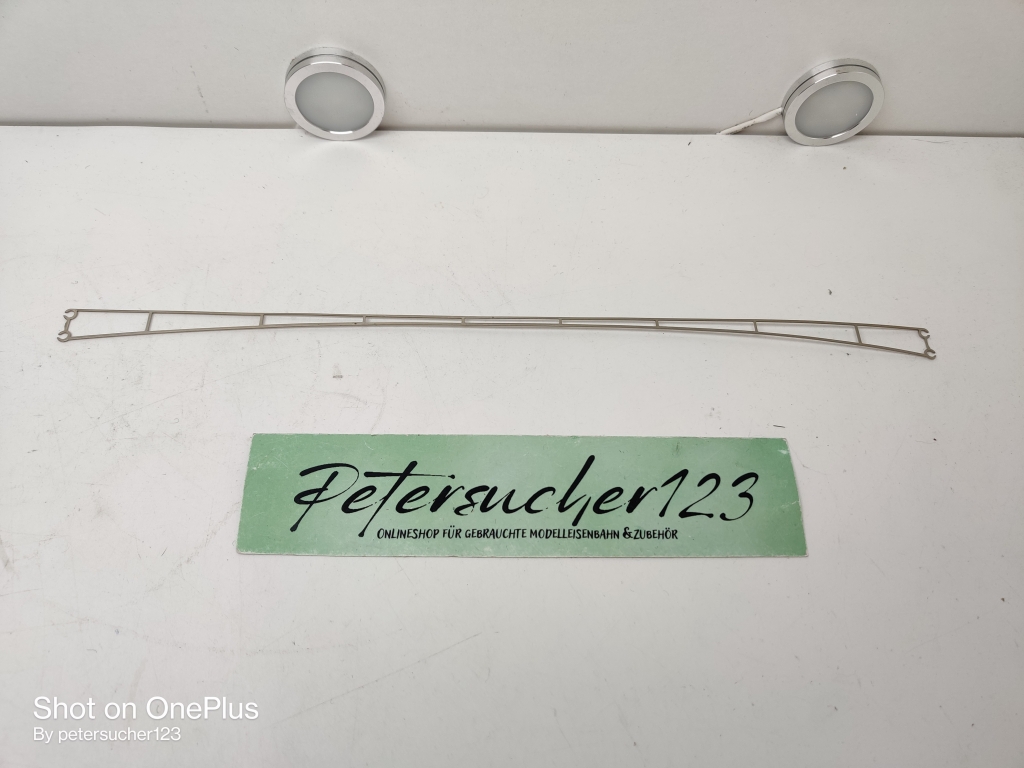 Petersucher123
ONLINESHOP FÜR GEBRAUCHTE MODELLEISENBAHN & ZUBEHÖR
Shot on OnePlus
By petersucher123